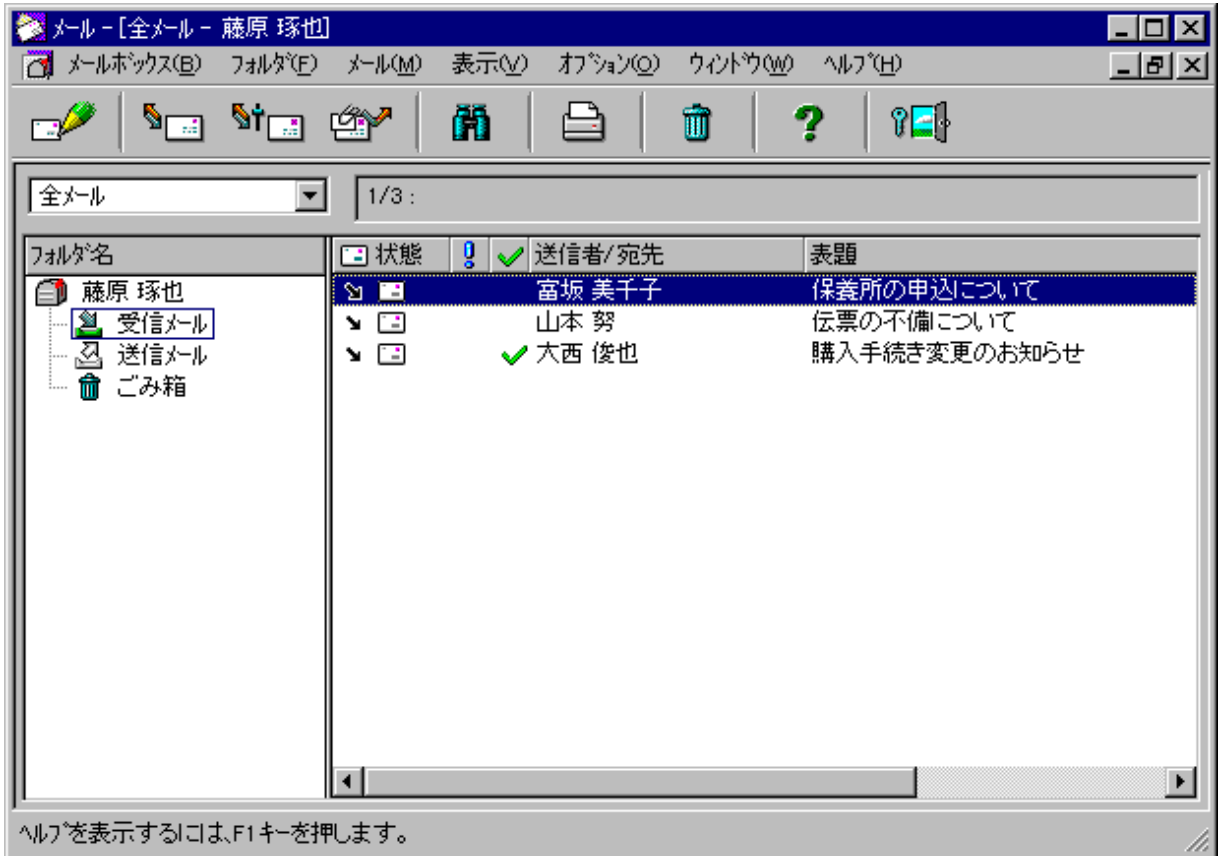 ﾒｰﾙ - [全ﾒｰﾙ - 藤原 琢也]
ﾒｰﾙﾎﾞｯｸｽ(B) ﾌｫﾙﾀﾞ(F) ﾒｰﾙ(M) 表示(V) ｵﾌﾟｼｮﾝ(O) ｳｨﾝﾄﾞｳ(W) ﾍﾙﾌﾟ(H)
全ﾒｰﾙ 1/3 :
ﾌｫﾙﾀﾞ名 状態 送信者/宛先 表題
藤原 琢也 富坂 美千子 保養所の申込について
受信ﾒｰﾙ 山本 努 伝票の不備について
送信ﾒｰﾙ 大西 俊也 購入手続き変更のお知らせ
ごみ箱
ﾍﾙﾌﾟを表示するには､F1キーを押します。